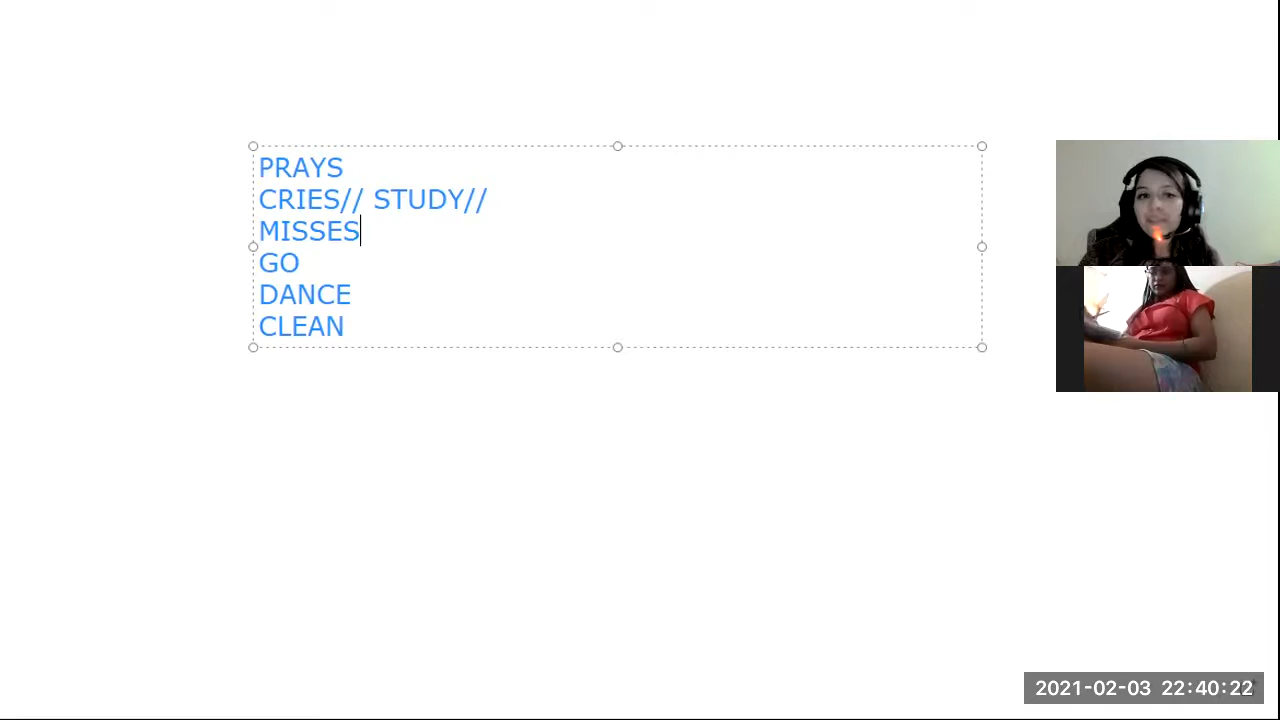 PRAYS
CRIES// STUDY//
MISSES
GO
DANCE
CLEAN
2021-02-03 22:40:22